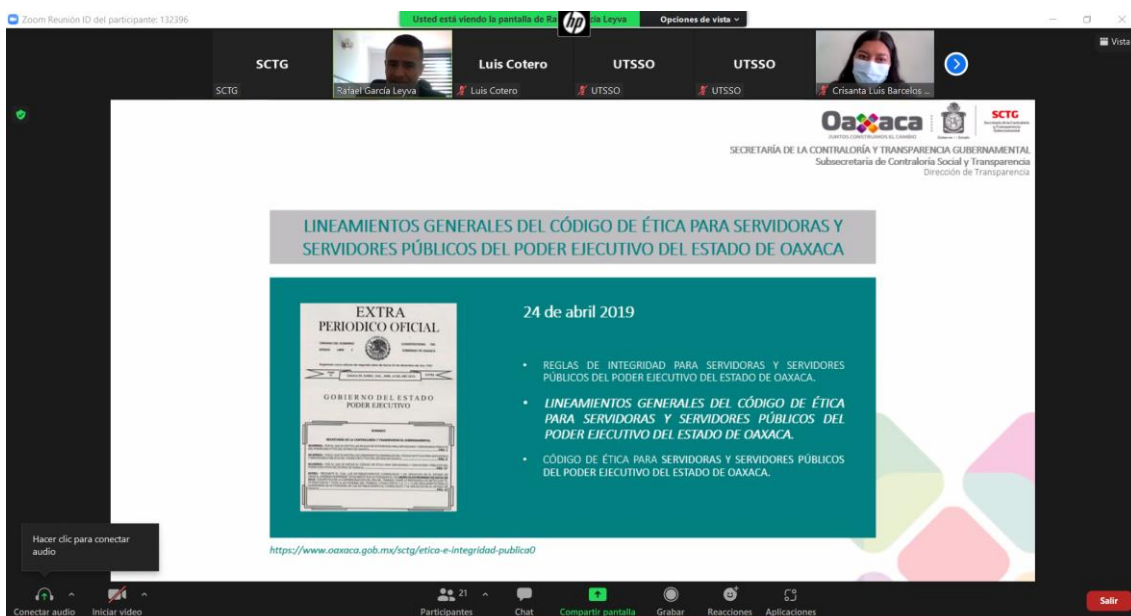 Zoom Reunión ID del participante: 132396
Usted está viendo la pantalla de Ra cía Leyva
hp
Opciones de vista
Vista
SCTG
Luis Cotero
UTSSO
UTSSO
SCTG
Rafael García Leyva
Luis Cotero
UTSSO
UTSSO
Crisanta Luis Barcelos ...
Oaxaca
JUNTOS CONSTRUIMOS EL CAMBIO
SCTG
SECRETARÍA DE LA CONTRALORÍA Y TRANSPARENCIA GUBERNAMENTAL
Subsecretaría de Contraloría Social y Transparencia
Dirección de Transparencia
LINEAMIENTOS GENERALES DEL CÓDIGO DE ÉTICA PARA SERVIDORAS Y
SERVIDORES PÚBLICOS DEL PODER EJECUTIVO DEL ESTADO DE OAXACA
EXTRA
PERIODICO OFICIAL
GOBIERNO DEL ESTADO
PODER EJECUTIVO
24 de abril 2019
• REGLAS DE INTEGRIDAD PARA SERVIDORAS Y SERVIDORES
PÚBLICOS DEL PODER EJECUTIVO DEL ESTADO DE OAXACA.
• LINEAMIENTOS GENERALES DEL CÓDIGO DE ÉTICA
PARA SERVIDORAS Y SERVIDORES PÚBLICOS DEL
PODER EJECUTIVO DEL ESTADO DE OAXACA.
• CÓDIGO DE ÉTICA PARA SERVIDORAS Y SERVIDORES PÚBLICOS
DEL PODER EJECUTIVO DEL ESTADO DE OAXACA.
https://www.oaxaca.gob.mx/sctg/etica-e-integridad-publica0
Hacer clic para conectar
audio
Conectar audio
Iniciar video
21
Participantes
Chat
Compartir pantalla
Grabar
Reacciones
Aplicaciones
Salir